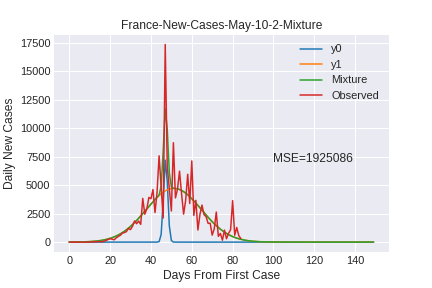 France-New-Cases-May-10-2-Mixture
Daily New Cases
17500
15000
12500
10000
7500
5000
2500
0
y0
y1
Mixture
Observed
MSE=1925086
0 20 40 60 80 100 120 140
Days From First Case